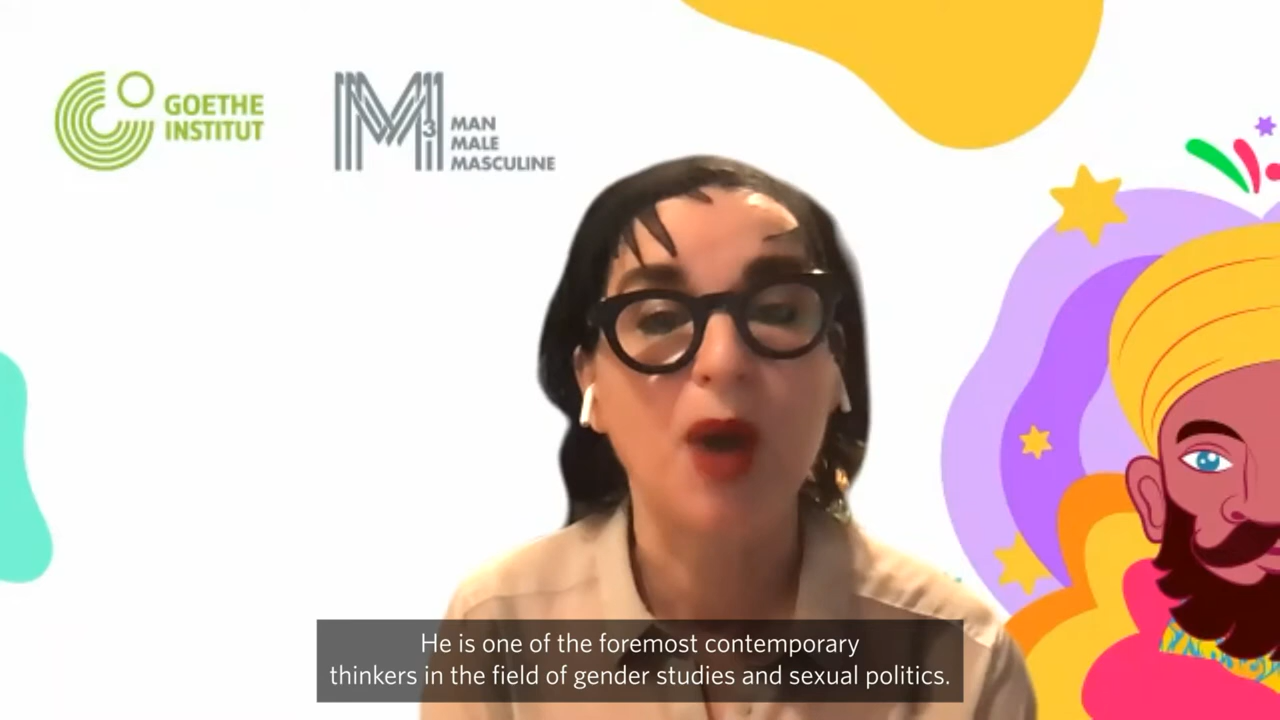 GOETHE
INSTITUT
M3
MAN
MALE
MASCULINE
He is one of the foremost contemporary
thinkers in the field of gender studies and sexual politics.